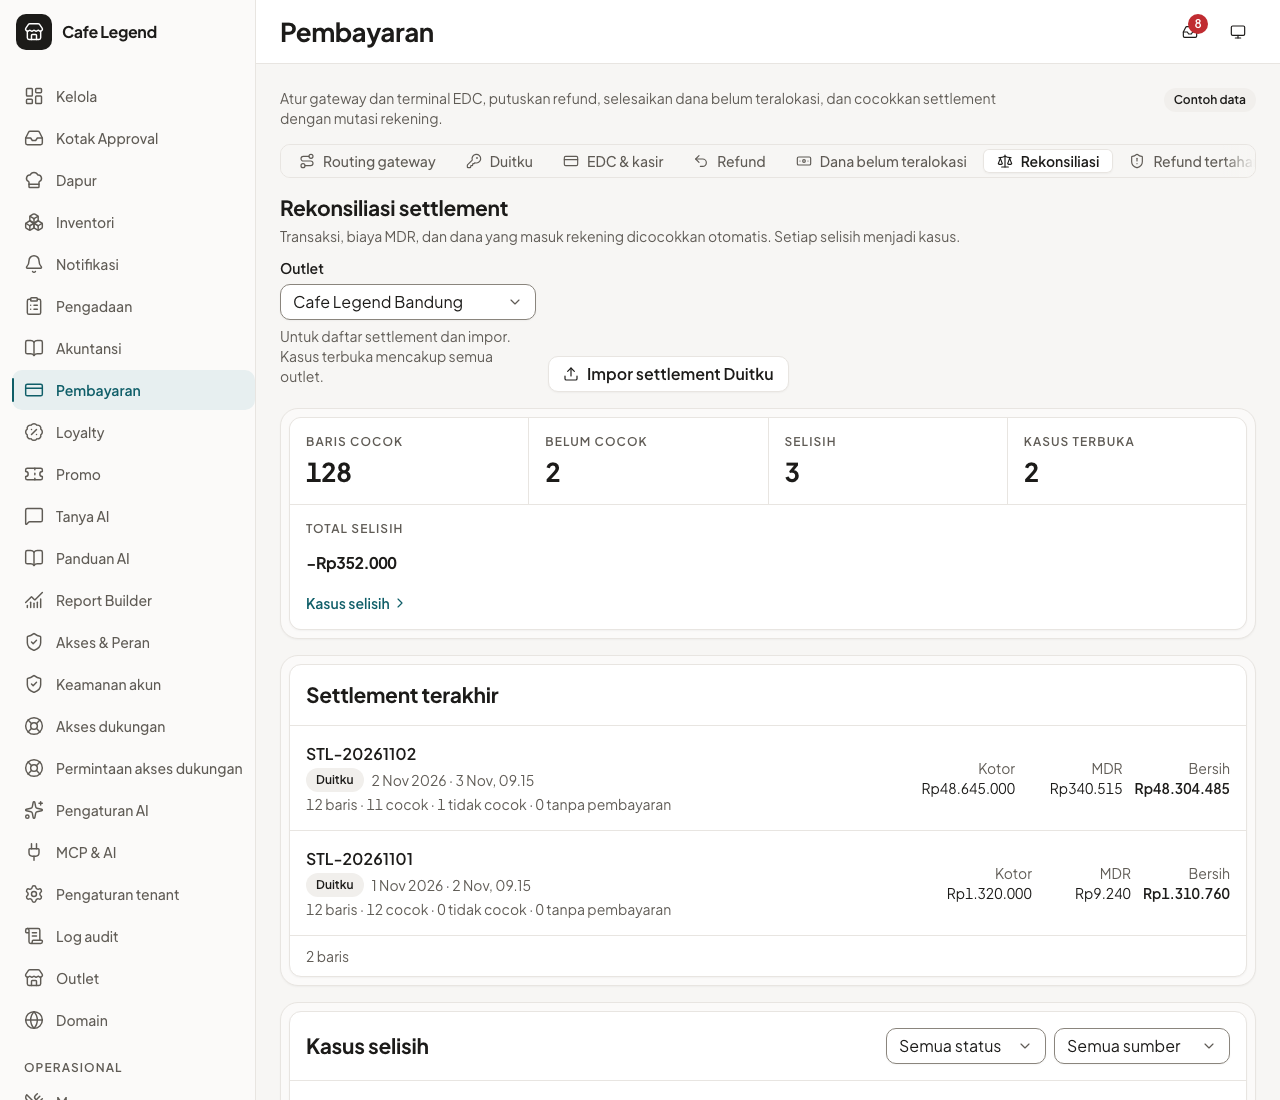 Cafe Legend
Kelola
Kotak Approval
Dapur
Inventori
Notifikasi
Pengadaan
Akuntansi
Pembayaran
Loyalty
Promo
Tanya AI
Panduan AI
Report Builder
Akses & Peran
Keamanan akun
Akses dukungan
Permintaan akses dukungan
Pengaturan AI
MCP & AI
Pengaturan tenant
Log audit
Outlet
Domain
OPERASIONAL
Pembayaran
8
Atur gateway dan terminal EDC, putuskan refund, selesaikan dana belum teralokasi, dan cocokkan settlement
dengan mutasi rekening.
Contoh data
Routing gateway
Duitku
EDC & kasir
Refund
Dana belum teralokasi
Rekonsiliasi
Refund tertaha
Rekonsiliasi settlement
Transaksi, biaya MDR, dan dana yang masuk rekening dicocokkan otomatis. Setiap selisih menjadi kasus.
Outlet
Cafe Legend Bandung
Untuk daftar settlement dan impor.
Kasus terbuka mencakup semua
outlet.
Impor settlement Duitku
BARIS COCOK
128
BELUM COCOK
2
SELISIH
3
KASUS TERBUKA
2
TOTAL SELISIH
-Rp352.000
Kasus selisih
Settlement terakhir
STL-20261102
Duitku 2 Nov 2026 · 3 Nov, 09.15
12 baris · 11 cocok · 1 tidak cocok · 0 tanpa pembayaran
Kotor MDR Bersih
Rp48.645.000 Rp340.515 Rp48.304.485
STL-20261101
Duitku 1 Nov 2026 · 2 Nov, 09.15
12 baris · 12 cocok · 0 tidak cocok · 0 tanpa pembayaran
Kotor MDR Bersih
Rp1.320.000 Rp9.240 Rp1.310.760
2 baris
Kasus selisih
Semua status
Semua sumber